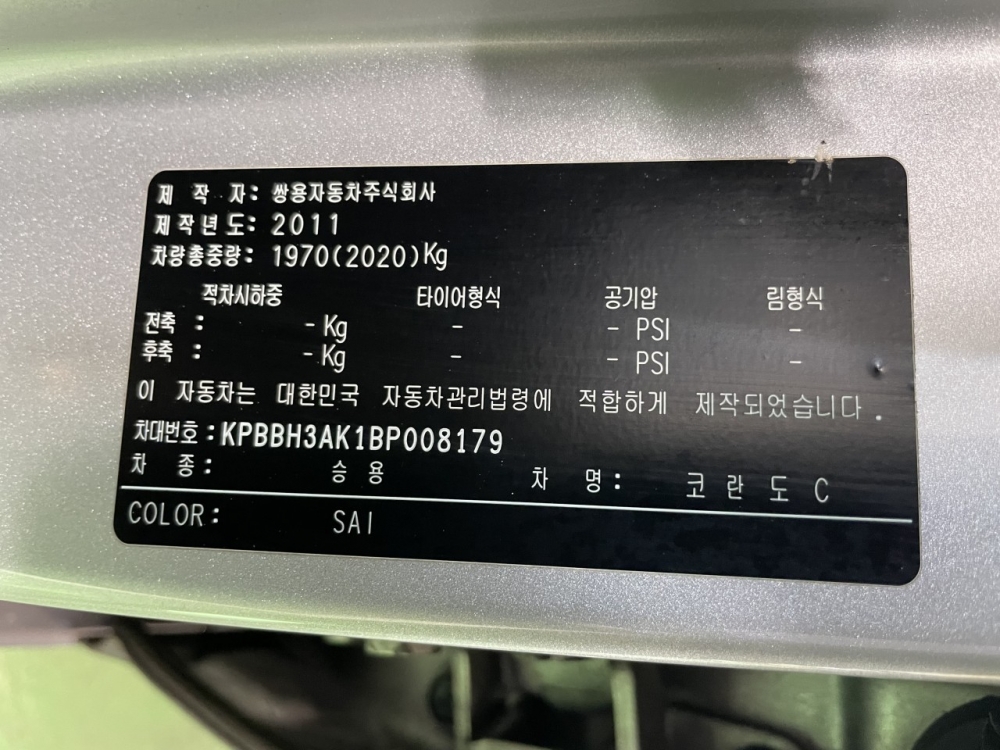 제 작 자: 쌍용자동차주식회사
제작년도: 2011
차량총중량: 1970(2020)Kg
적차시하중 타이어형식 공기압 림형식
전축 : -Kg - - PSI -
후축 : -Kg - - PSI -
이 자동차는 대한민국 자동차관리법령에 적합하게 제작되었습니다.
차대번호:KPBBH3AK1BP008179
차 종: 승용 차 명: 코란도C
COLOR: SAI